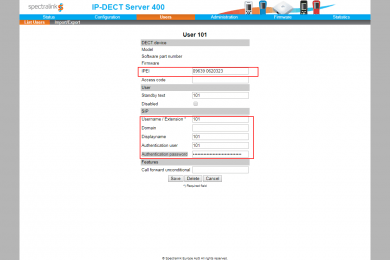 spectralink IP-DECT Server 400
Status Configuration Users Administration Firmware Statistics
List Users Import/Export
User 101
DECT device
Model
Software part number
Firmware
IPEI 05039 0620323
Access code
User
Standby text 101
Disabled
SIP
Username / Extension * 101
Domain
Displayname 101
Authentication user 101
Authentication password
Features
Call forward unconditional
Save Delete Cancel
*) Required field
© Spectralink Europe ApS All rights reserved.